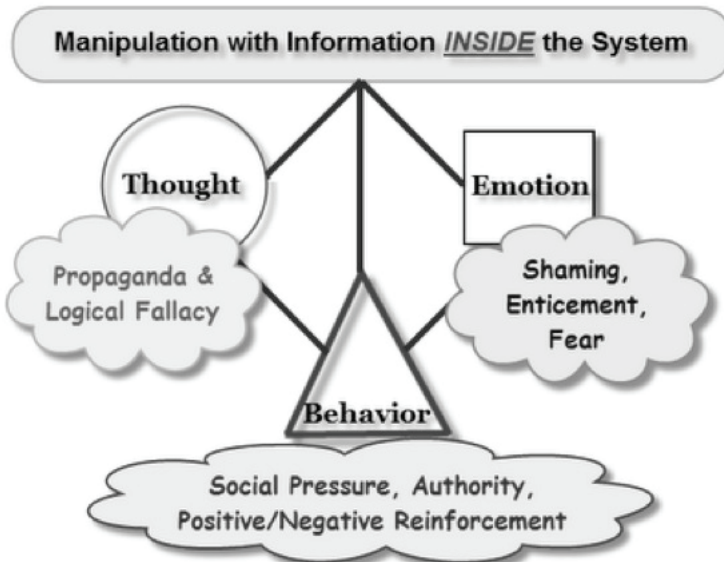 Manipulation with Information INSIDE the System
Thought
Emotion
Propaganda &
Logical Fallacy
Shaming,
Enticement,
Fear
Behavior
Social Pressure, Authority,
Positive/Negative Reinforcement